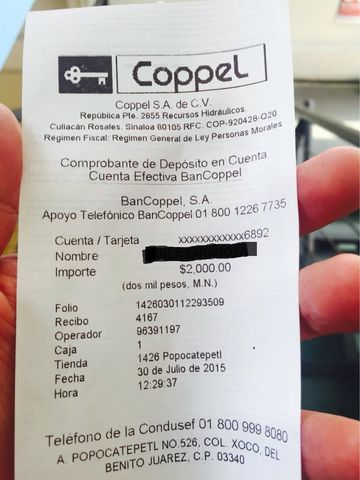 Coppel
Coppel S.A. de C.V.
República Pte. 2855 Recursos Hidráulicos.
Culiacán Rosales, Sinaloa 80105 RFC. COP-920428-Q20
Régimen Fiscal: Régimen General de Ley Personas Morales
Comprobante de Depósito en Cuenta
Cuenta Efectiva BanCoppel
BanCoppel, S.A.
Apoyo Telefónico BanCoppel 01 800 1226 7735
Cuenta / Tarjeta xxxxxxxxxxxx6892
Nombre
Importe $2,000.00
(dos mil pesos, M.N.)
Folio 1426030112293509
Recibo 4167
Operador 96391197
Caja 1
Tienda 1426 Popocatepetl
Fecha 30 de Julio de 2015
Hora 12:29:37
Teléfono de la Condusef 01 800 999 8080
A. POPOCATEPETL NO.526, COL. XOCO, DEL
BENITO JUAREZ, C.P. 03340